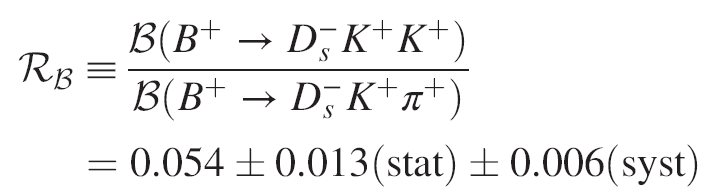 ℛ_ℬ ≡ ℬ(B⁺ → D_s⁻K⁺K⁺) / ℬ(B⁺ → D_s⁻K⁺π⁺)
= 0.054 ± 0.013(stat) ± 0.006(syst)